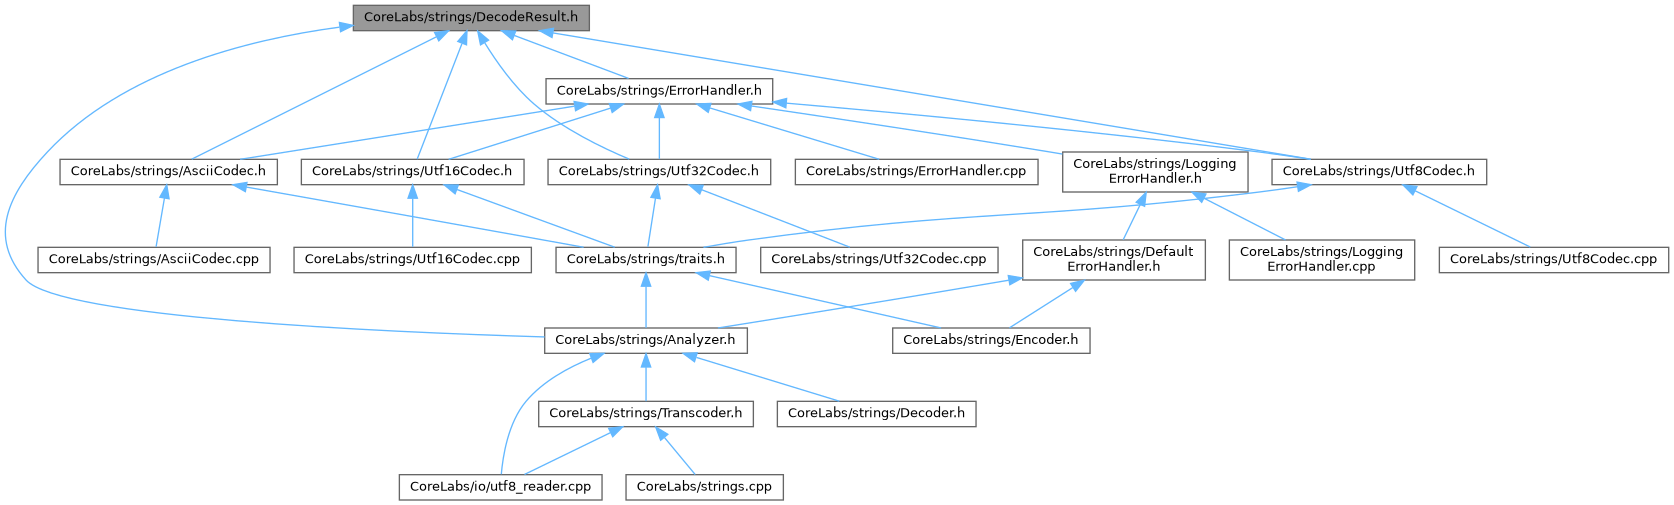 CoreLabs/strings/DecodeResult.h
CoreLabs/strings/ErrorHandler.h
CoreLabs/strings/AsciiCodec.h
CoreLabs/strings/Utf16Codec.h
CoreLabs/strings/Utf32Codec.h
CoreLabs/strings/ErrorHandler.cpp
CoreLabs/strings/Logging
ErrorHandler.h
CoreLabs/strings/Utf8Codec.h
CoreLabs/strings/AsciiCodec.cpp
CoreLabs/strings/Utf16Codec.cpp
CoreLabs/strings/traits.h
CoreLabs/strings/Utf32Codec.cpp
CoreLabs/strings/Default
ErrorHandler.h
CoreLabs/strings/Logging
ErrorHandler.cpp
CoreLabs/strings/Utf8Codec.cpp
CoreLabs/strings/Analyzer.h
CoreLabs/strings/Encoder.h
CoreLabs/strings/Transcoder.h
CoreLabs/strings/Decoder.h
CoreLabs/io/utf8_reader.cpp
CoreLabs/strings.cpp